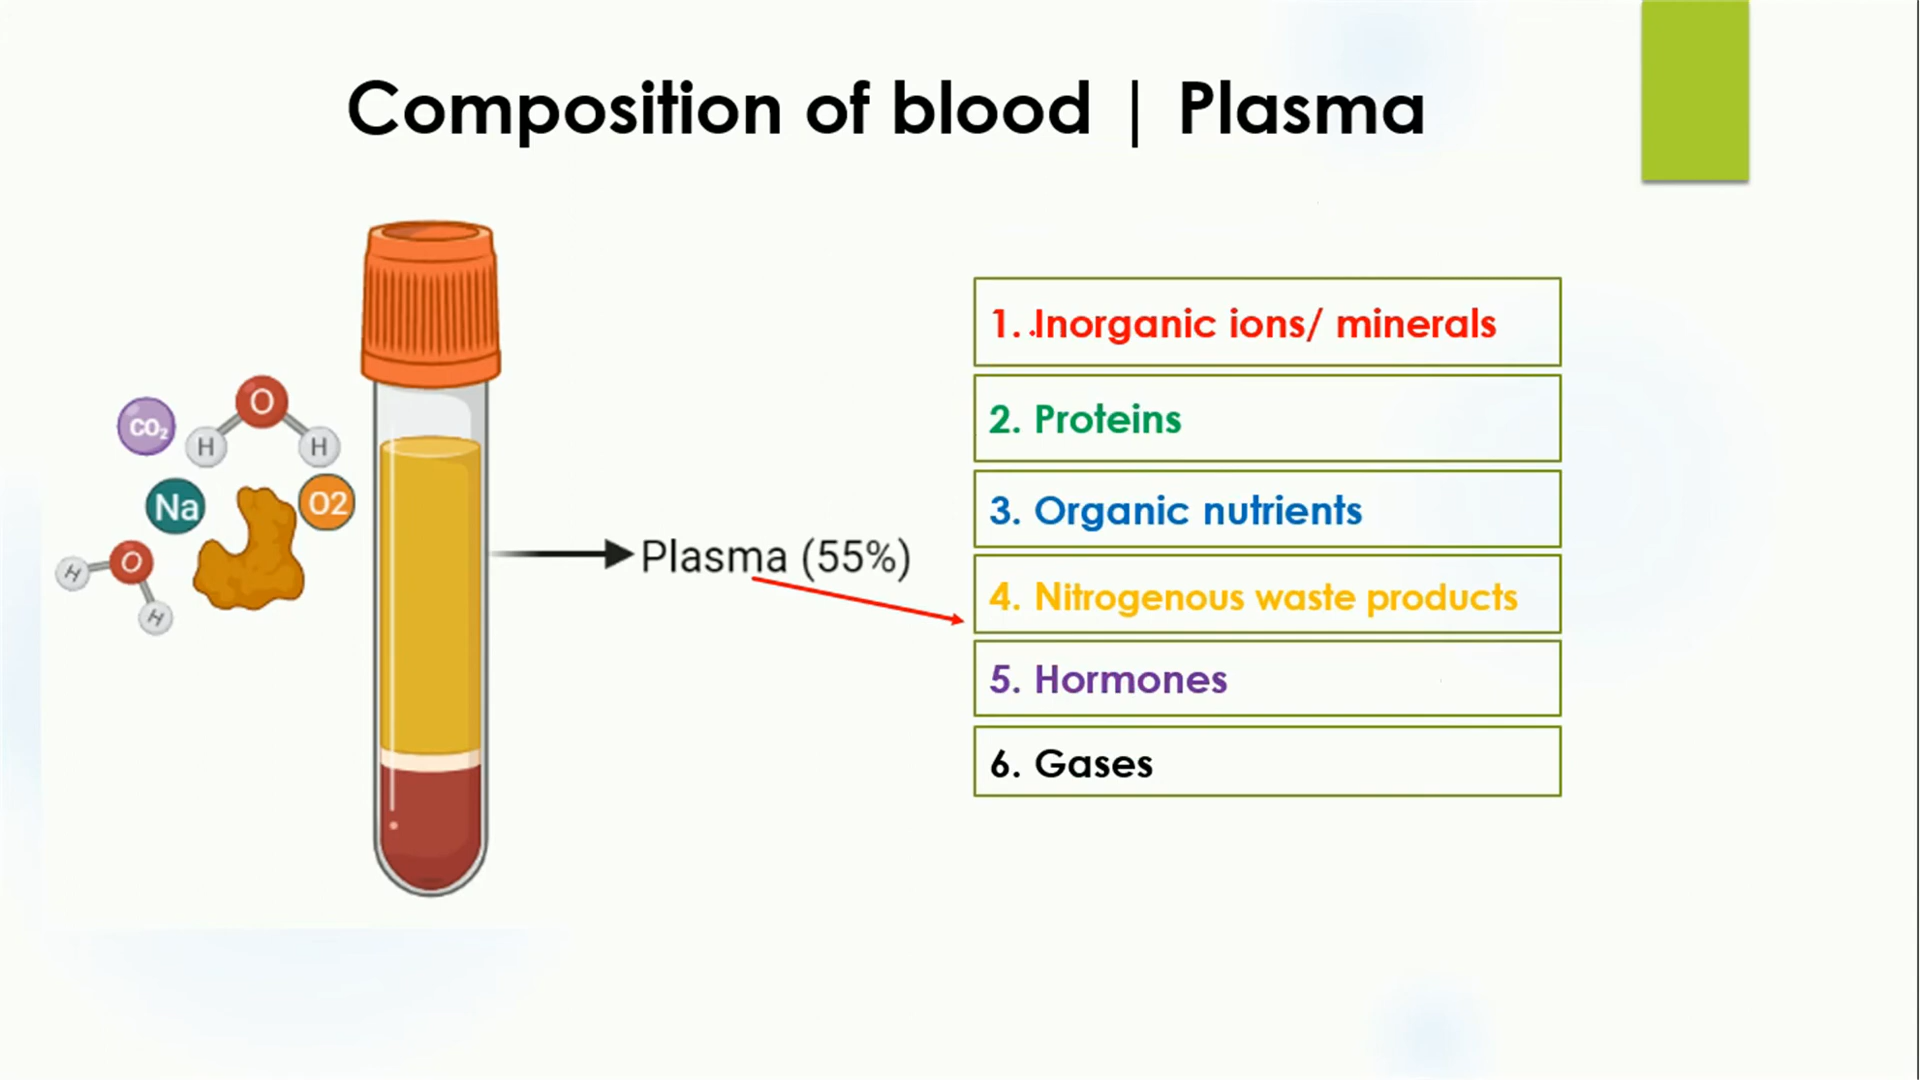 Composition of blood | Plasma
CO₂
O
H
H
Na
O2
H
O
H
Plasma (55%)
1. Inorganic ions/ minerals
2. Proteins
3. Organic nutrients
4. Nitrogenous waste products
5. Hormones
6. Gases